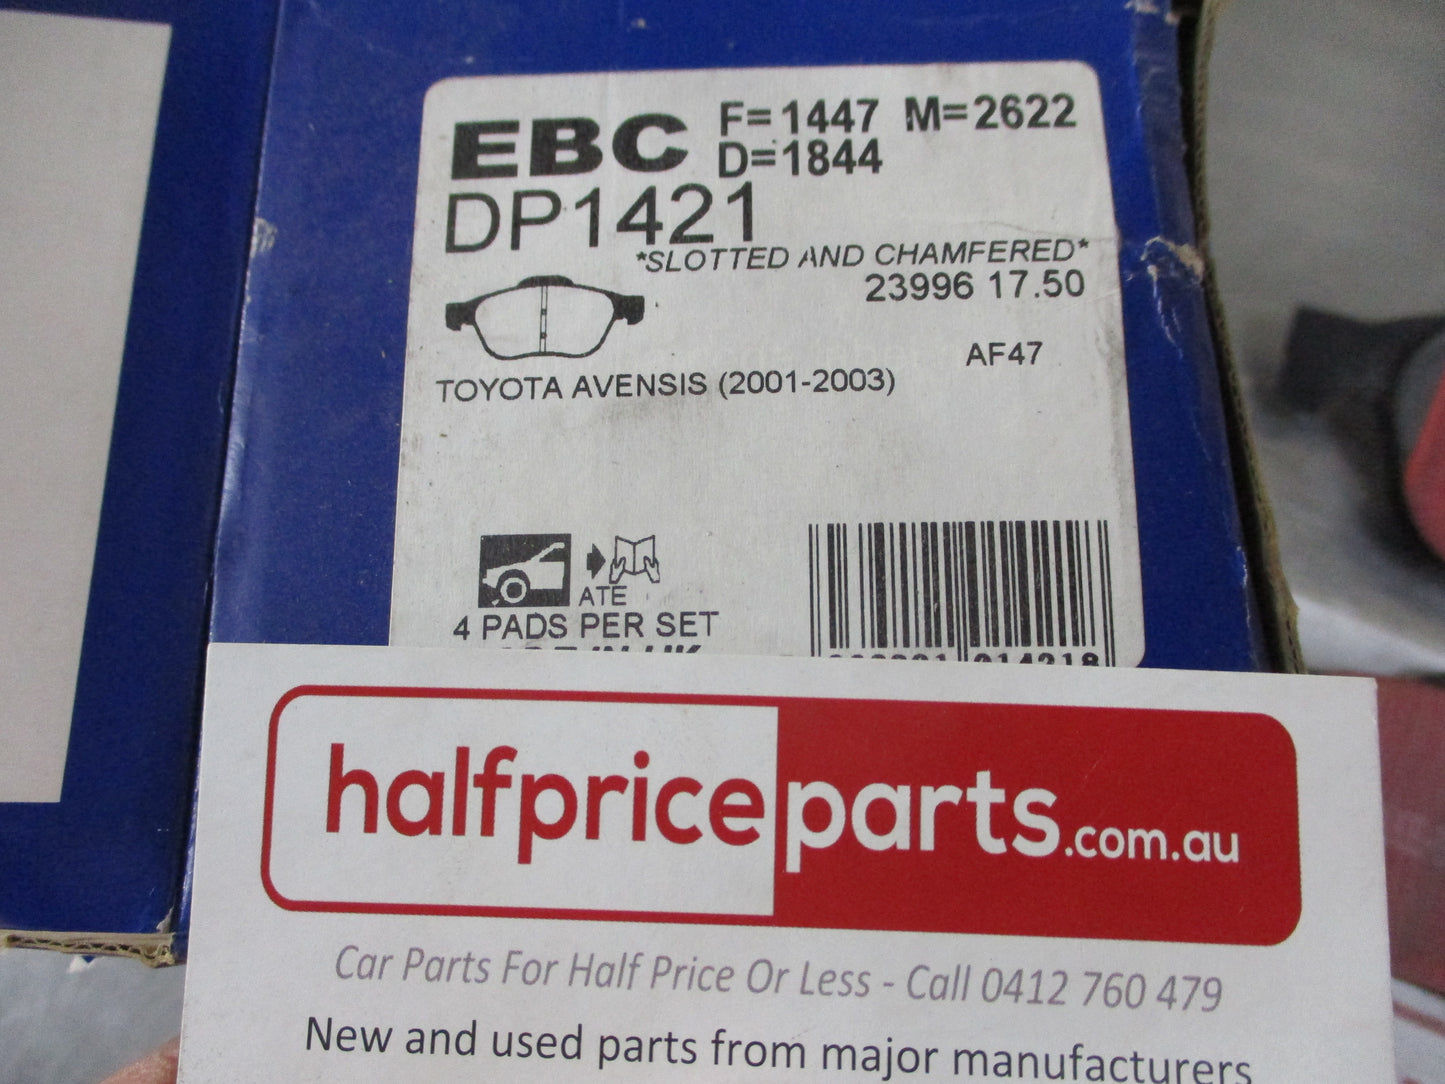 EBC F=1447 M=2622
D=1844
DP1421
*SLOTTED AND CHAMFERED*
23996 17.50
AF47
TOYOTA AVENSIS (2001-2003)
ATE
4 PADS PER SET
halfpriceparts.com.au
Car Parts For Half Price Or Less - Call 0412 760 479
New and used parts from major manufacturers